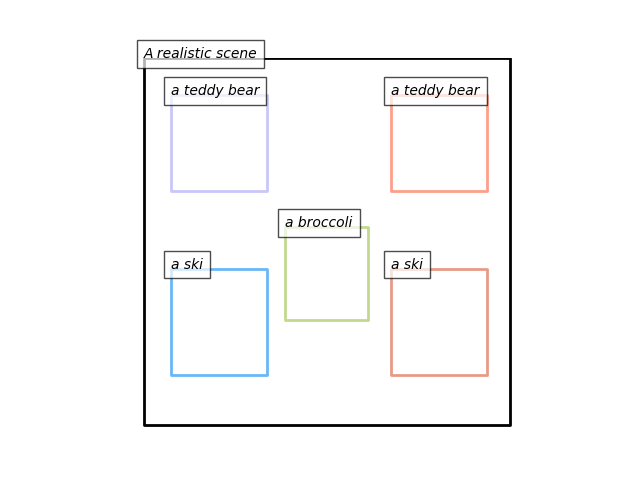 A realistic scene
a teddy bear
a teddy bear
a broccoli
a ski
a ski